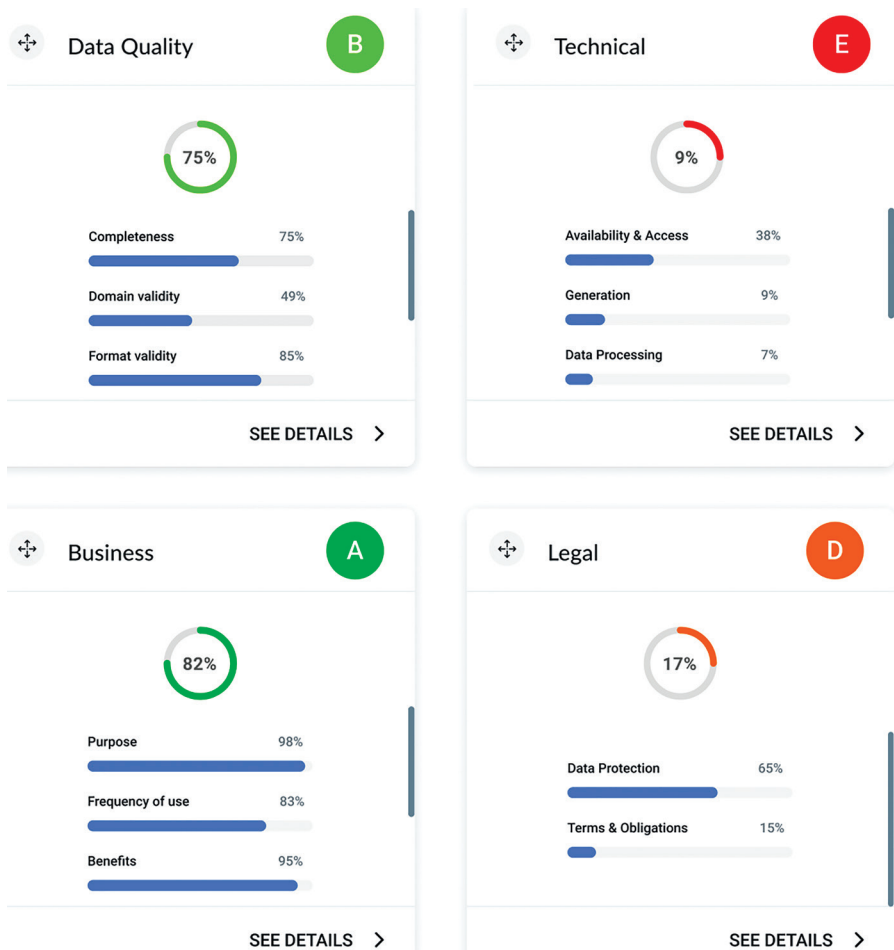 Data Quality B
75%
Completeness 75%
Domain validity 49%
Format validity 85%
SEE DETAILS
Technical E
9%
Availability & Access 38%
Generation 9%
Data Processing 7%
SEE DETAILS
Business A
82%
Purpose 98%
Frequency of use 83%
Benefits 95%
SEE DETAILS
Legal D
17%
Data Protection 65%
Terms & Obligations 15%
SEE DETAILS